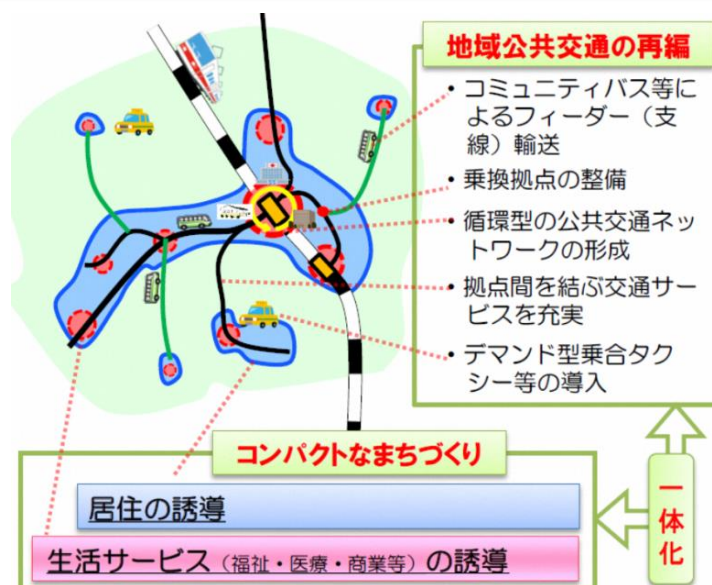 地域公共交通の再編
・コミュニティバス等に
よるフィーダー（支
線）輸送
・乗換拠点の整備
・循環型の公共交通ネッ
トワークの形成
・拠点間を結ぶ交通サー
ビスを充実
・デマンド型乗合タク
シー等の導入
コンパクトなまちづくり
居住の誘導
生活サービス（福祉・医療・商業等）の誘導
一体化